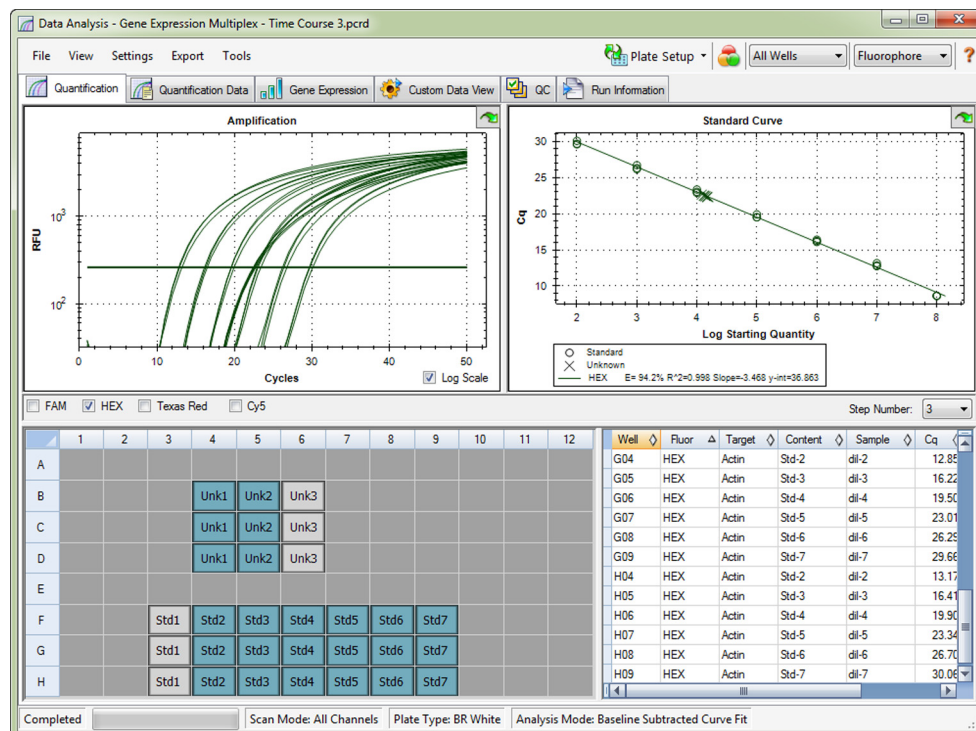 Data Analysis - Gene Expression Multiplex - Time Course 3.pcrd
File View Settings Export Tools Plate Setup All Wells Fluorophore ?
Quantification Quantification Data Gene Expression Custom Data View QC Run Information
Amplification
RFU
10^3
10^2
0 10 20 30 40 50
Cycles
Log Scale
Standard Curve
Cq
30
25
20
15
10
2 3 4 5 6 7 8
Log Starting Quantity
Standard
Unknown
HEX E= 94.2% R^2=0.998 Slope=-3.468 y-int=36.863
FAM HEX Texas Red Cy5 Step Number: 3
1 2 3 4 5 6 7 8 9 10 11 12
A
B Unk1 Unk2 Unk3
C Unk1 Unk2 Unk3
D Unk1 Unk2 Unk3
E
F Std1 Std2 Std3 Std4 Std5 Std6 Std7
G Std1 Std2 Std3 Std4 Std5 Std6 Std7
H Std1 Std2 Std3 Std4 Std5 Std6 Std7
Well Fluor Target Content Sample Cq
G04 HEX Actin Std-2 dil-2 12.85
G05 HEX Actin Std-3 dil-3 16.22
G06 HEX Actin Std-4 dil-4 19.50
G07 HEX Actin Std-5 dil-5 23.01
G08 HEX Actin Std-6 dil-6 26.29
G09 HEX Actin Std-7 dil-7 29.66
H04 HEX Actin Std-2 dil-2 13.17
H05 HEX Actin Std-3 dil-3 16.41
H06 HEX Actin Std-4 dil-4 19.90
H07 HEX Actin Std-5 dil-5 23.34
H08 HEX Actin Std-6 dil-6 26.70
H09 HEX Actin Std-7 dil-7 30.06
Completed Scan Mode: All Channels Plate Type: BR White Analysis Mode: Baseline Subtracted Curve Fit